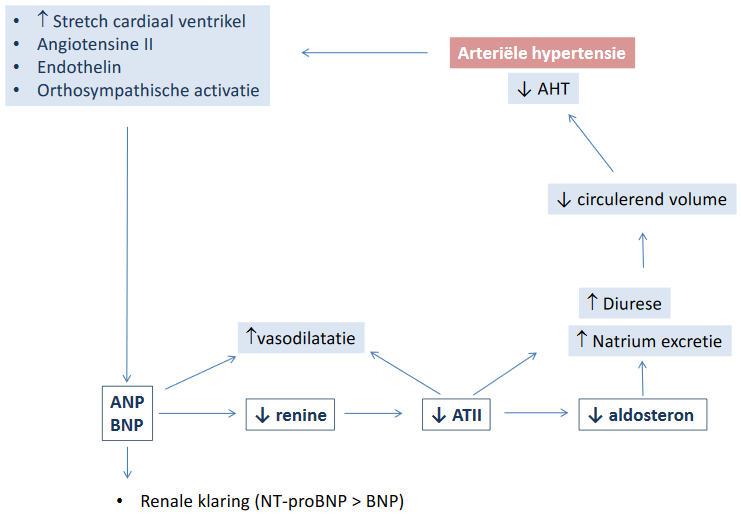 • ↑ Stretch cardiaal ventrikel
• Angiotensine II
• Endothelin
• Orthosympathische activatie
Arteriële hypertensie
↓ AHT
↓ circulerend volume
↑ Diurese
↑ Natrium excretie
↑vasodilatatie
ANP
BNP
↓ renine
↓ ATII
↓ aldosteron
• Renale klaring (NT-proBNP > BNP)